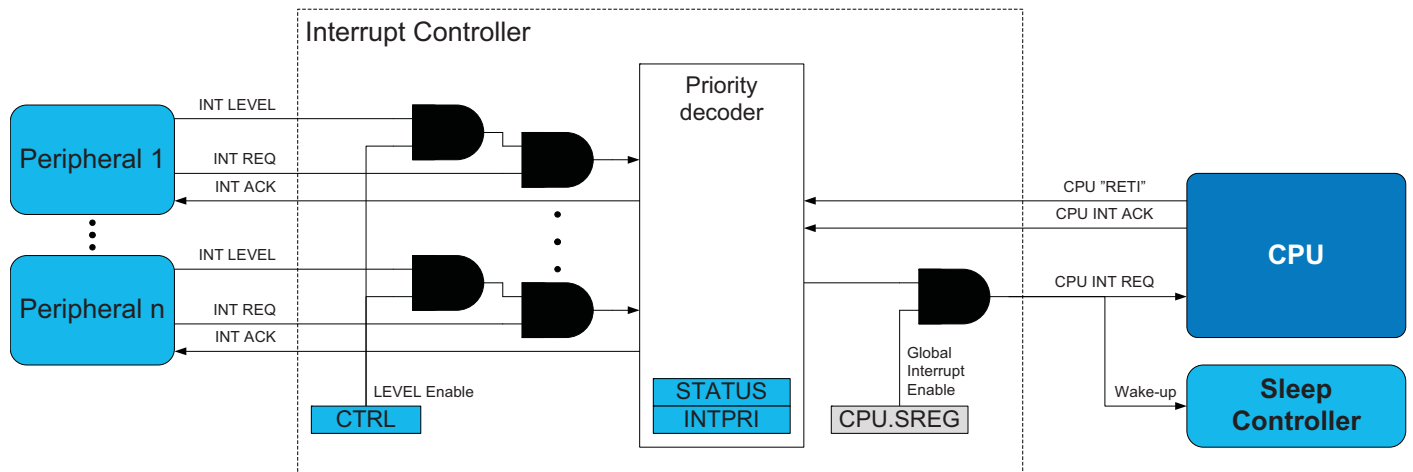 Interrupt Controller
Priority
decoder
INT LEVEL
Peripheral 1
INT REQ
INT ACK
CPU "RETI"
CPU INT ACK
CPU
INT LEVEL
Peripheral n
INT REQ
INT ACK
CPU INT REQ
Global
Interrupt
Enable
LEVEL Enable
CTRL
STATUS
INTPRI
CPU.SREG
Wake-up
Sleep
Controller